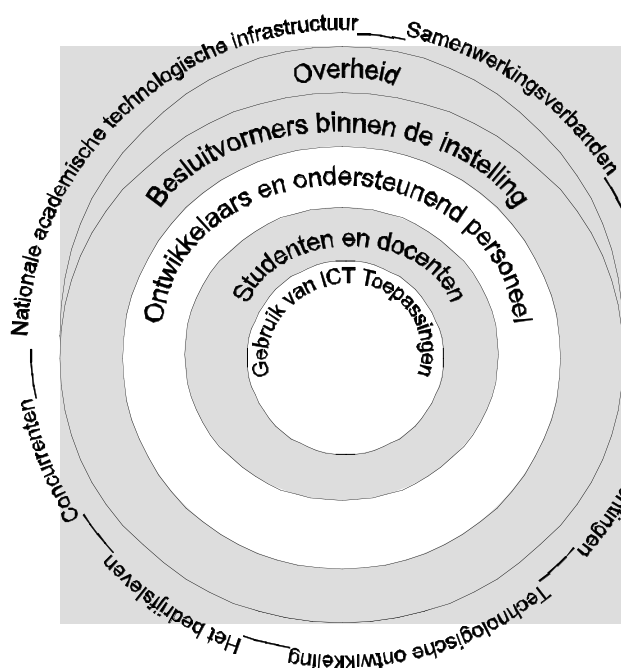 Nationale academische technologische infrastructuur
Samenwerkingsverbanden
Overheid
Besluitvormers binnen de instelling
Ontwikkelaars en ondersteunend personeel
Studenten en docenten
Gebruik van ICT Toepassingen
Concurrenten
Het bedrijfsleven
Technologische ontwikkeling